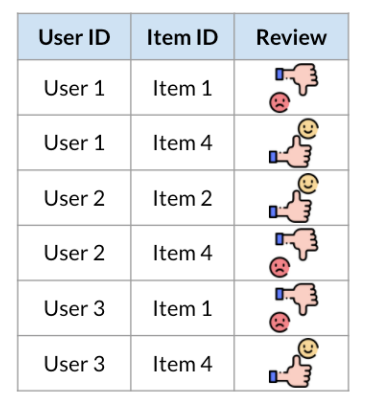 User ID Item ID Review
User 1 Item 1
User 1 Item 4
User 2 Item 2
User 2 Item 4
User 3 Item 1
User 3 Item 4